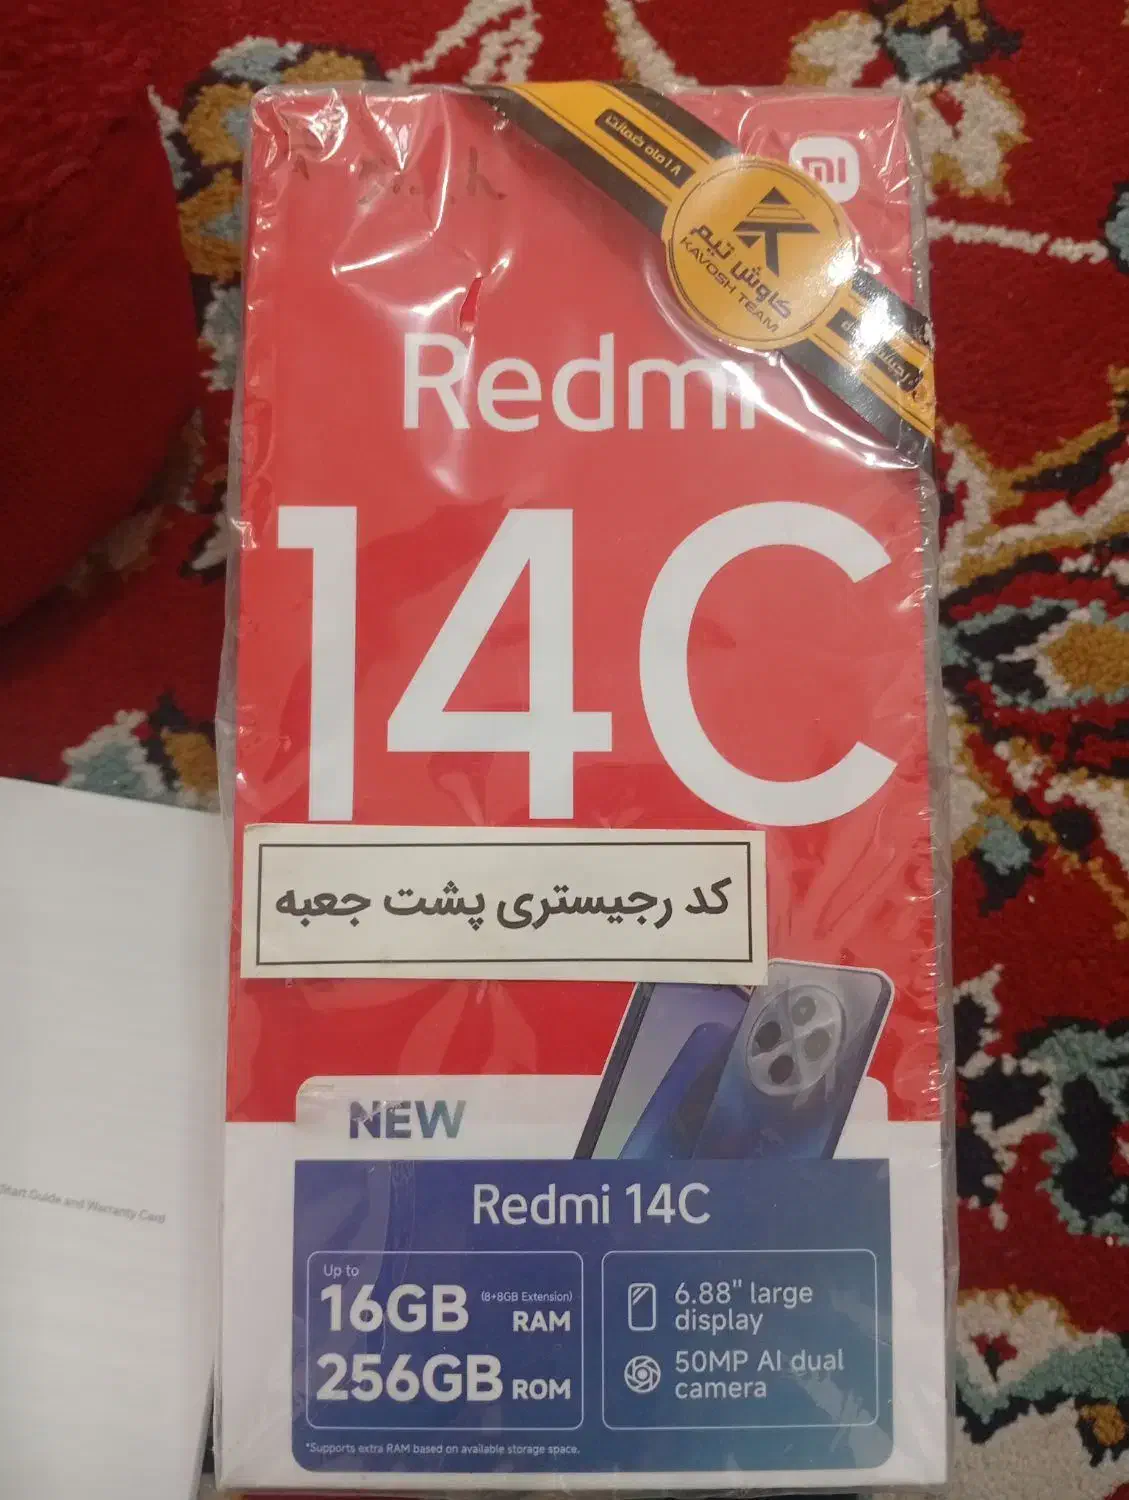 ۱۸ ماه ضمانت
mi
کاوش تیم
KAVOSH TEAM
Redmi
14C
کد رجیستری پشت جعبه
NEW
Redmi 14C
Up to
16GB (8+8GB Extension) RAM
256GB ROM
6.88" large
display
50MP AI dual
camera
*Supports extra RAM based on available storage space.
Start Guide and Warranty Card